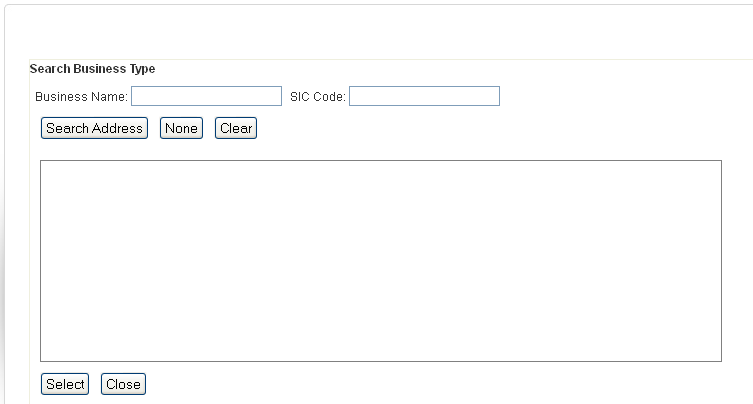 Search Business Type
Business Name: SIC Code:
Search Address None Clear
Select Close